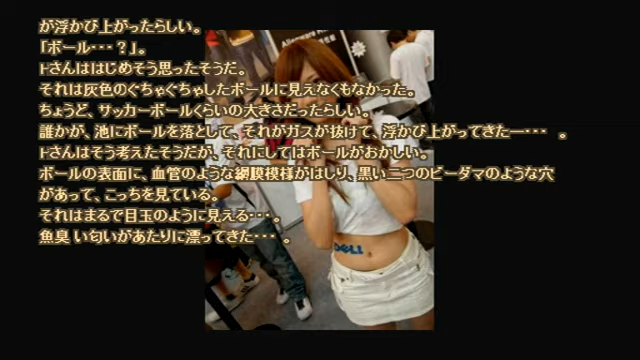 が浮かび上がったらしい。
「ボール・・・？」。
Tさんははじめそう思ったそうだ。
それは灰色のぐちゃぐちゃしたボールに見えなくもなかった。
ちょうど、サッカーボールくらいの大きさだったらしい。
誰かが、池にボールを落として、それがガスが抜けて、浮かび上がってきたー・・・　。
Tさんはそう考えたそうだが、それにしてはボールがおかしい。
ボールの表面に、血管のような網膜模様がはしり、黒い二つのビーダマのような穴
があって、こっちを見ている。
それはまるで目玉のように見える・・・。
魚臭い匂いがあたりに漂ってきた・・・ 。
DELL